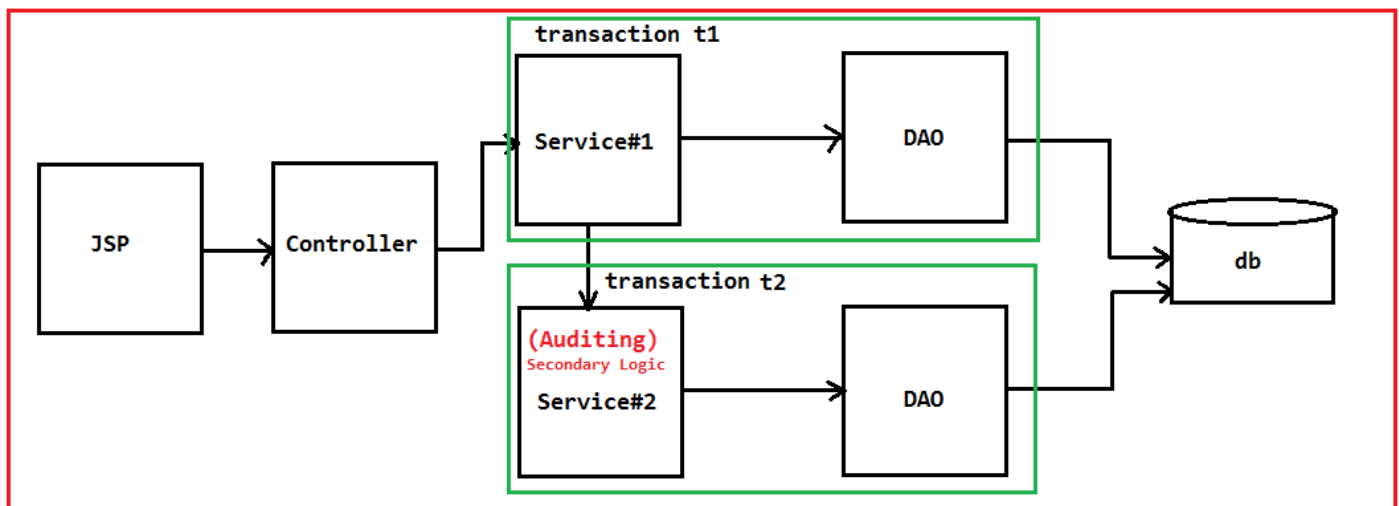 transaction t1
Service#1
DAO
JSP
Controller
db
transaction t2
(Auditing)
Secondary Logic
Service#2
DAO